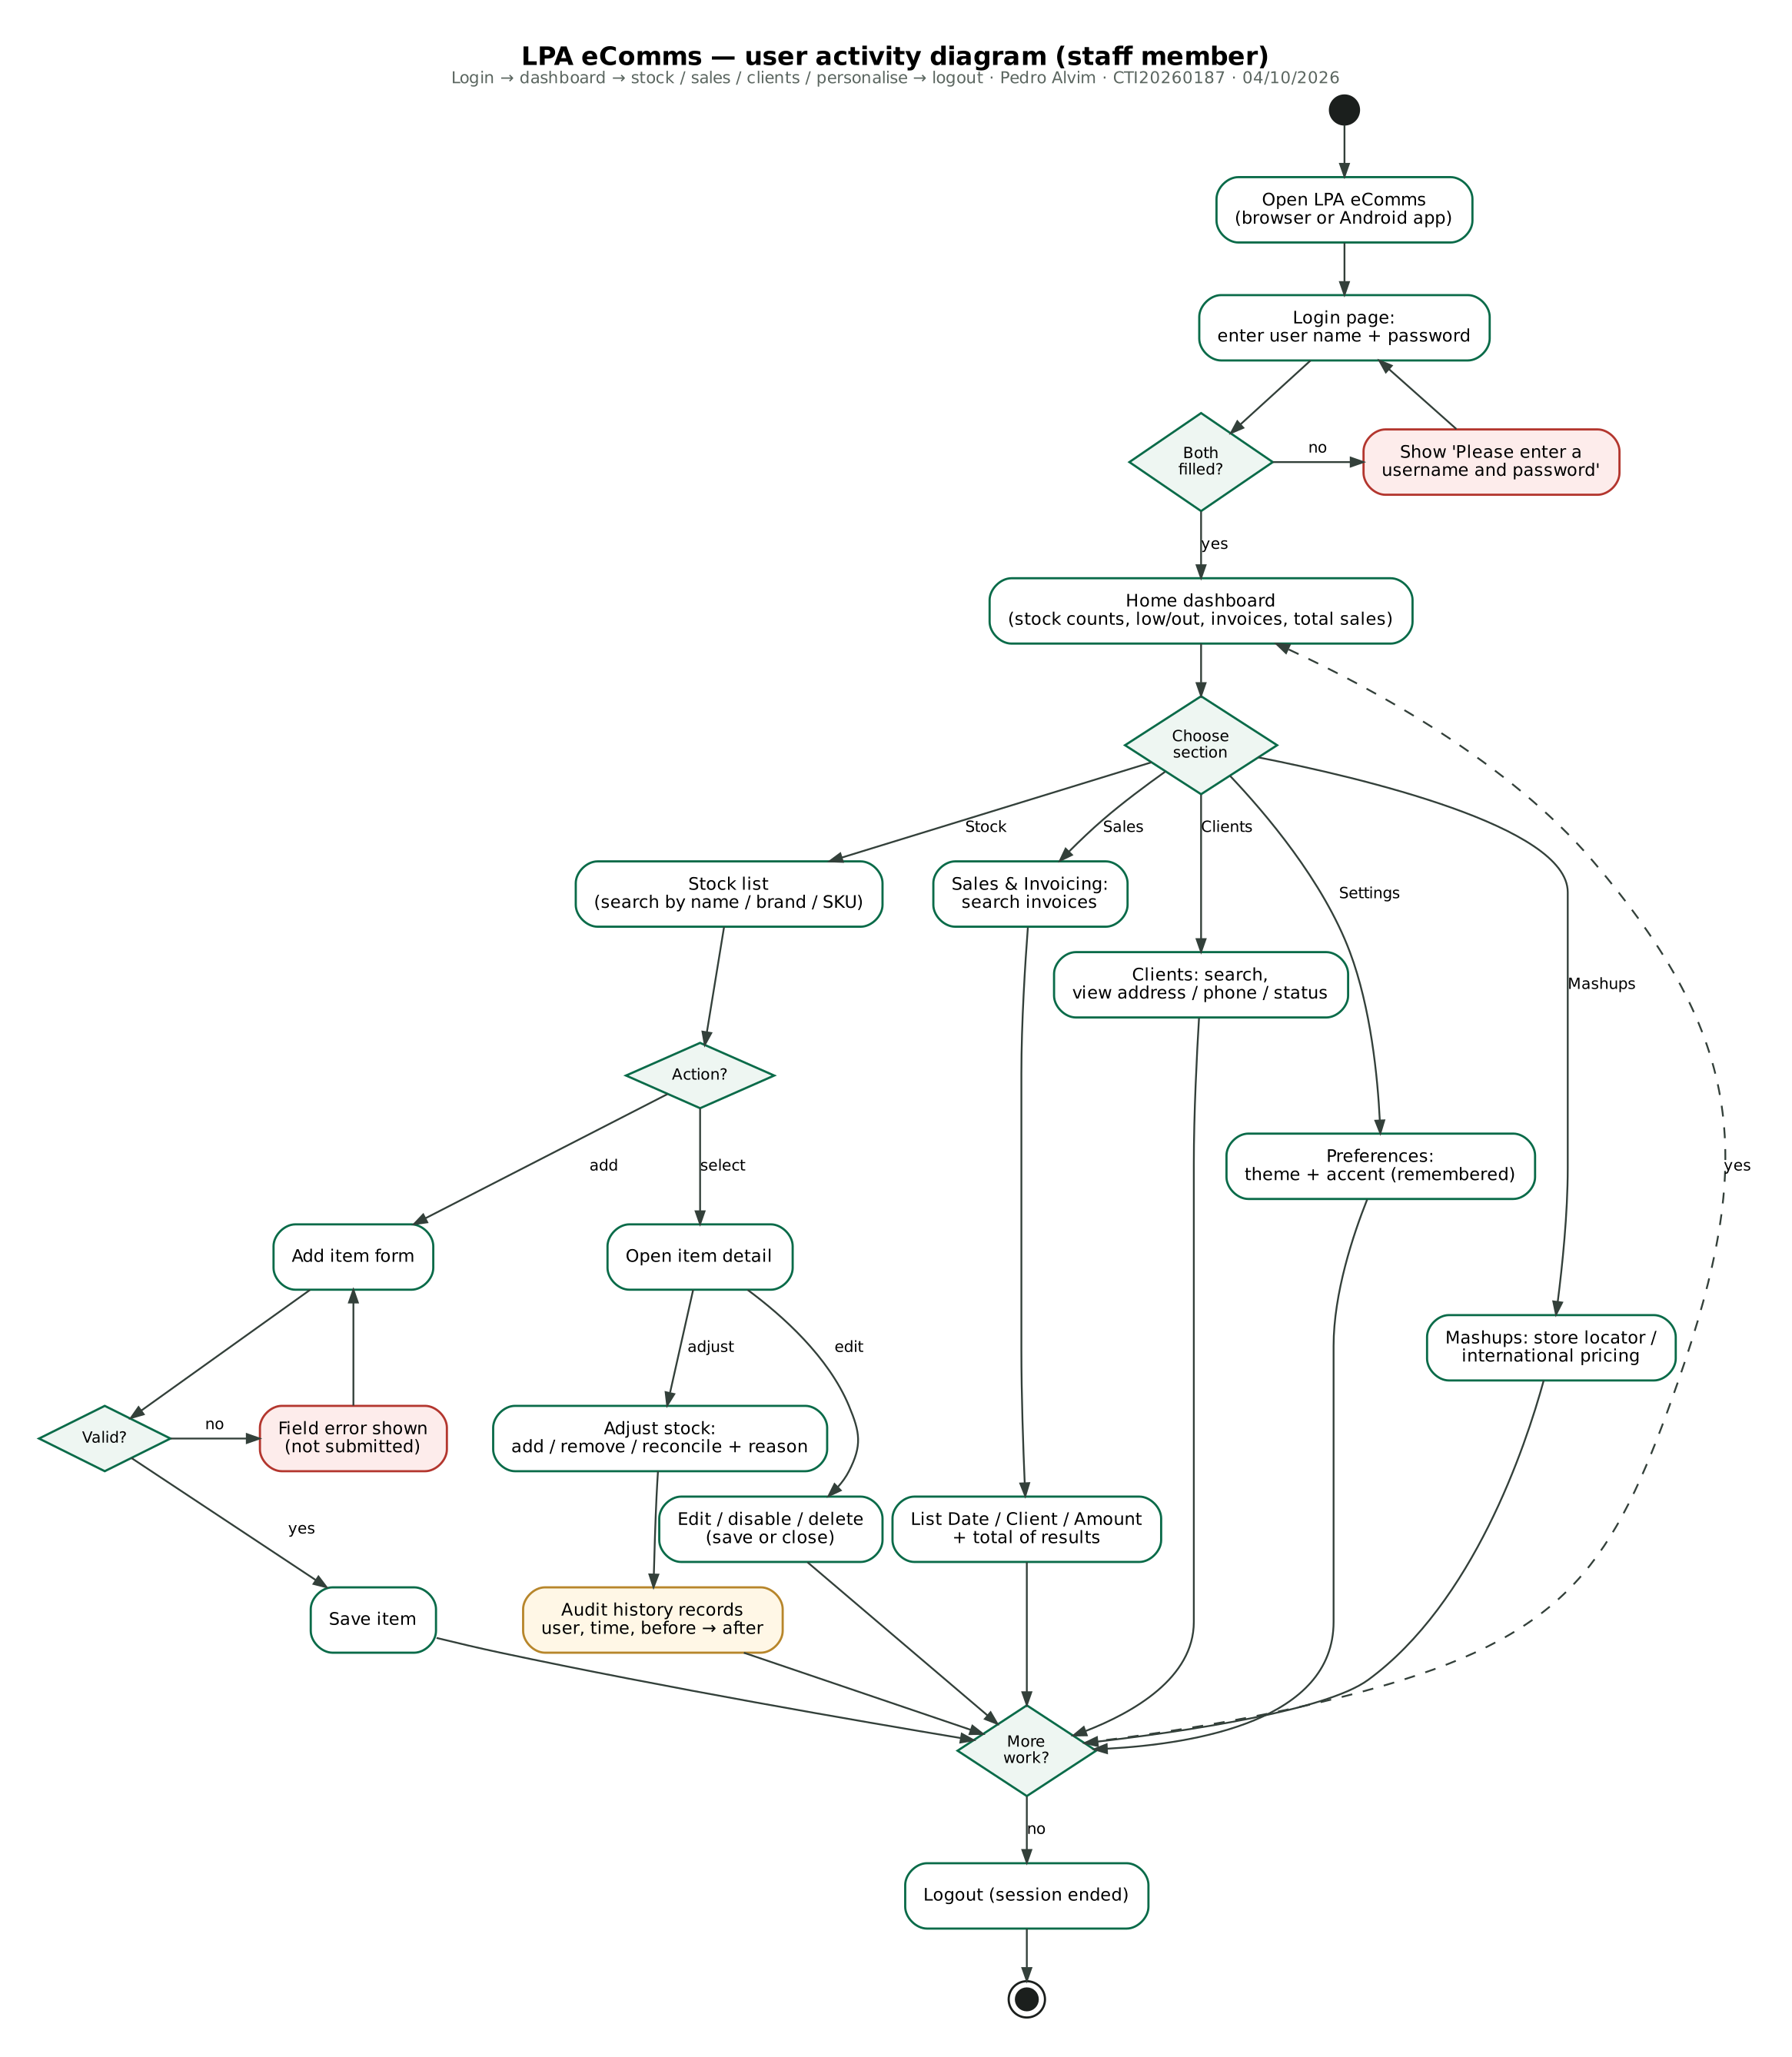 LPA eComms — user activity diagram (staff member)
Login → dashboard → stock / sales / clients / personalise → logout · Pedro Alvim · CTI20260187 · 04/10/2026
Open LPA eComms
(browser or Android app)
Login page:
enter user name + password
Both
filled?
no
Show 'Please enter a
username and password'
yes
Home dashboard
(stock counts, low/out, invoices, total sales)
Choose
section
Stock
Sales
Clients
Settings
Mashups
Stock list
(search by name / brand / SKU)
Sales & Invoicing:
search invoices
Clients: search,
view address / phone / status
Action?
Preferences:
theme + accent (remembered)
yes
add
select
Add item form
Open item detail
adjust
edit
Mashups: store locator /
international pricing
Valid?
no
Field error shown
(not submitted)
Adjust stock:
add / remove / reconcile + reason
yes
Edit / disable / delete
(save or close)
List Date / Client / Amount
+ total of results
Save item
Audit history records
user, time, before → after
More
work?
no
Logout (session ended)